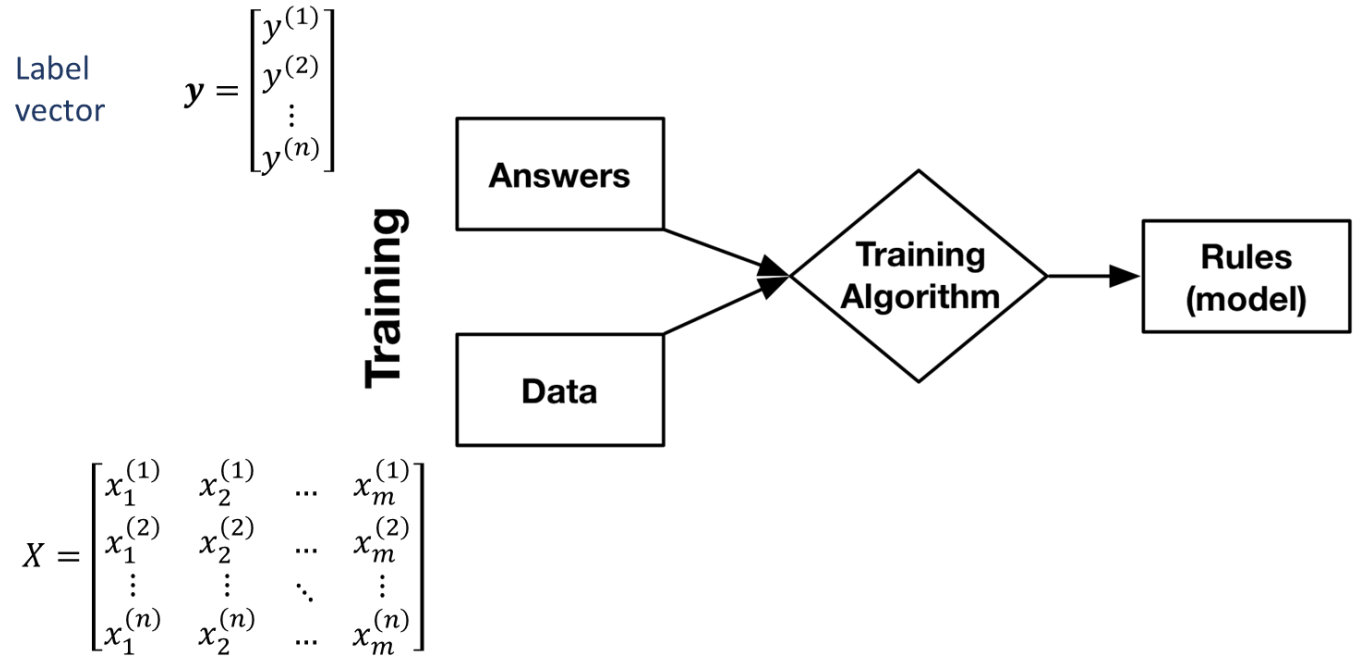 Label
vector
y = [y^(1) y^(2) ⋮ y^(n)]
Training
Answers
Data
Training
Algorithm
Rules
(model)
X = [x_1^(1) x_2^(1) ... x_m^(1)
x_1^(2) x_2^(2) ... x_m^(2)
⋮ ⋮ ⋱ ⋮
x_1^(n) x_2^(n) ... x_m^(n)]